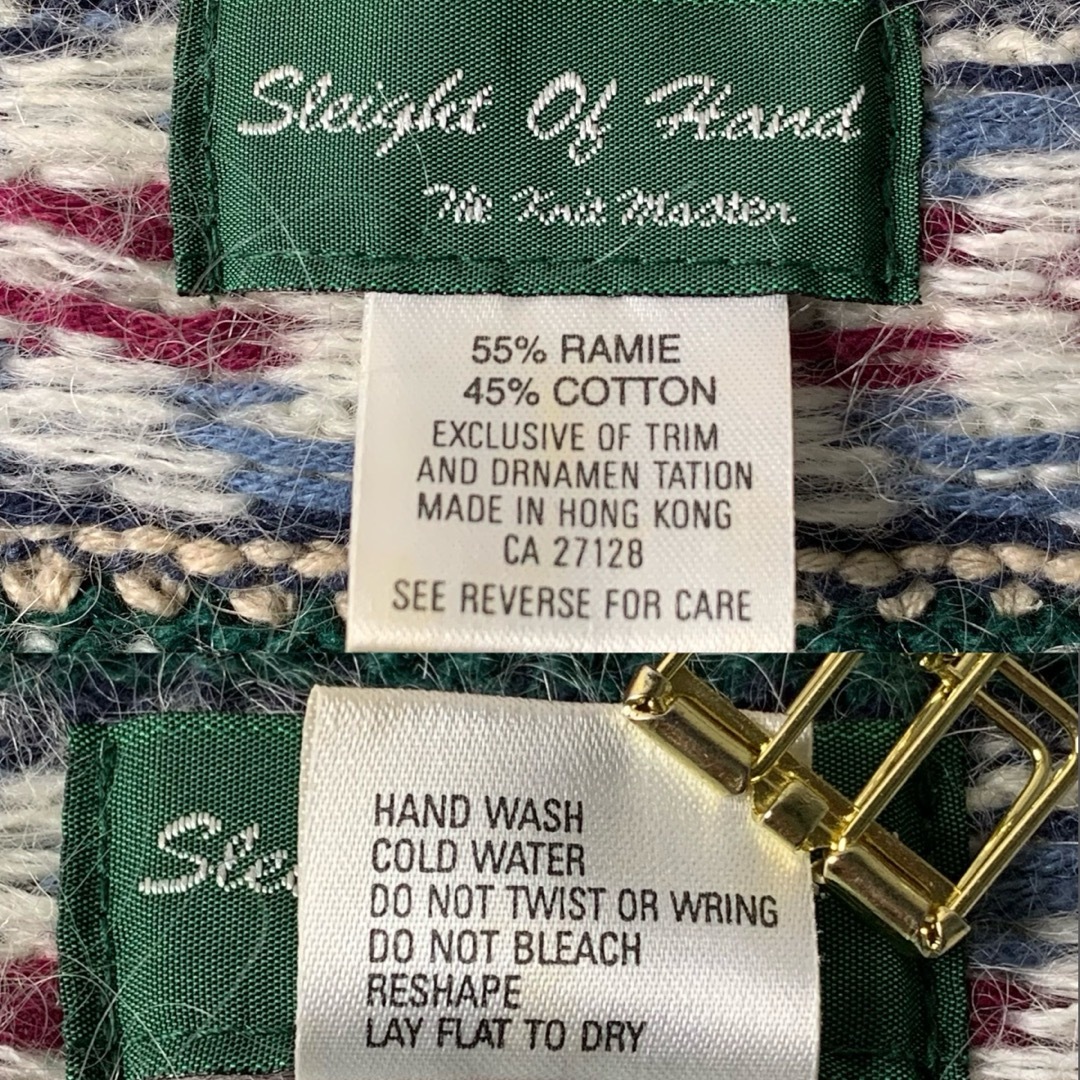 Sleight Of Hand
The Knit Master
55% RAMIE
45% COTTON
EXCLUSIVE OF TRIM
AND DRNAMEN TATION
MADE IN HONG KONG
CA 27128
SEE REVERSE FOR CARE
Slei
HAND WASH
COLD WATER
DO NOT TWIST OR WRING
DO NOT BLEACH
RESHAPE
LAY FLAT TO DRY